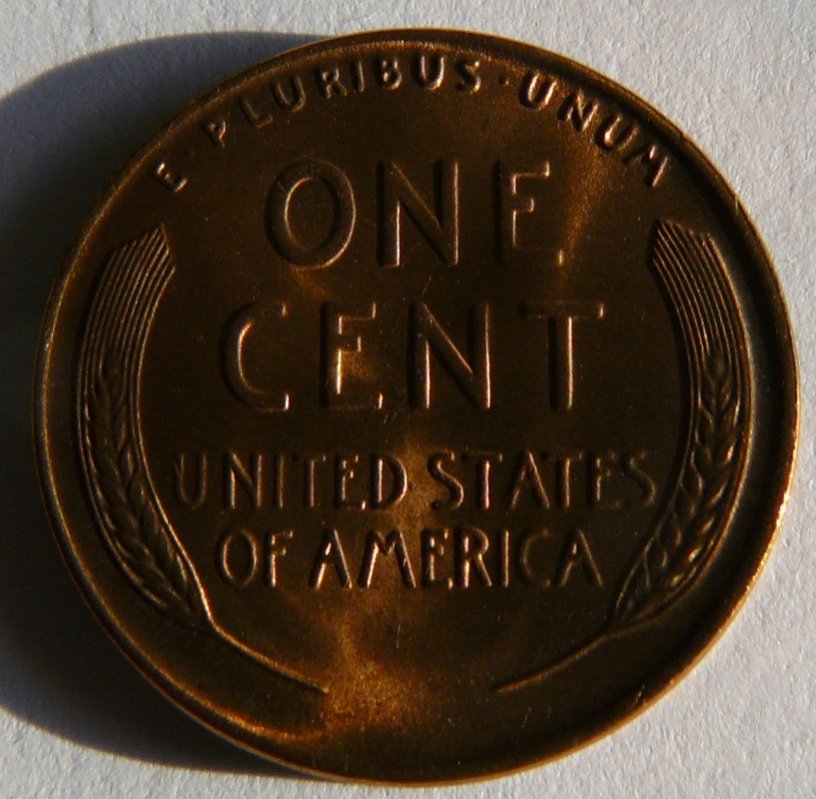 E · PLURIBUS · UNUM
ONE
CENT
UNITED STATES
OF AMERICA